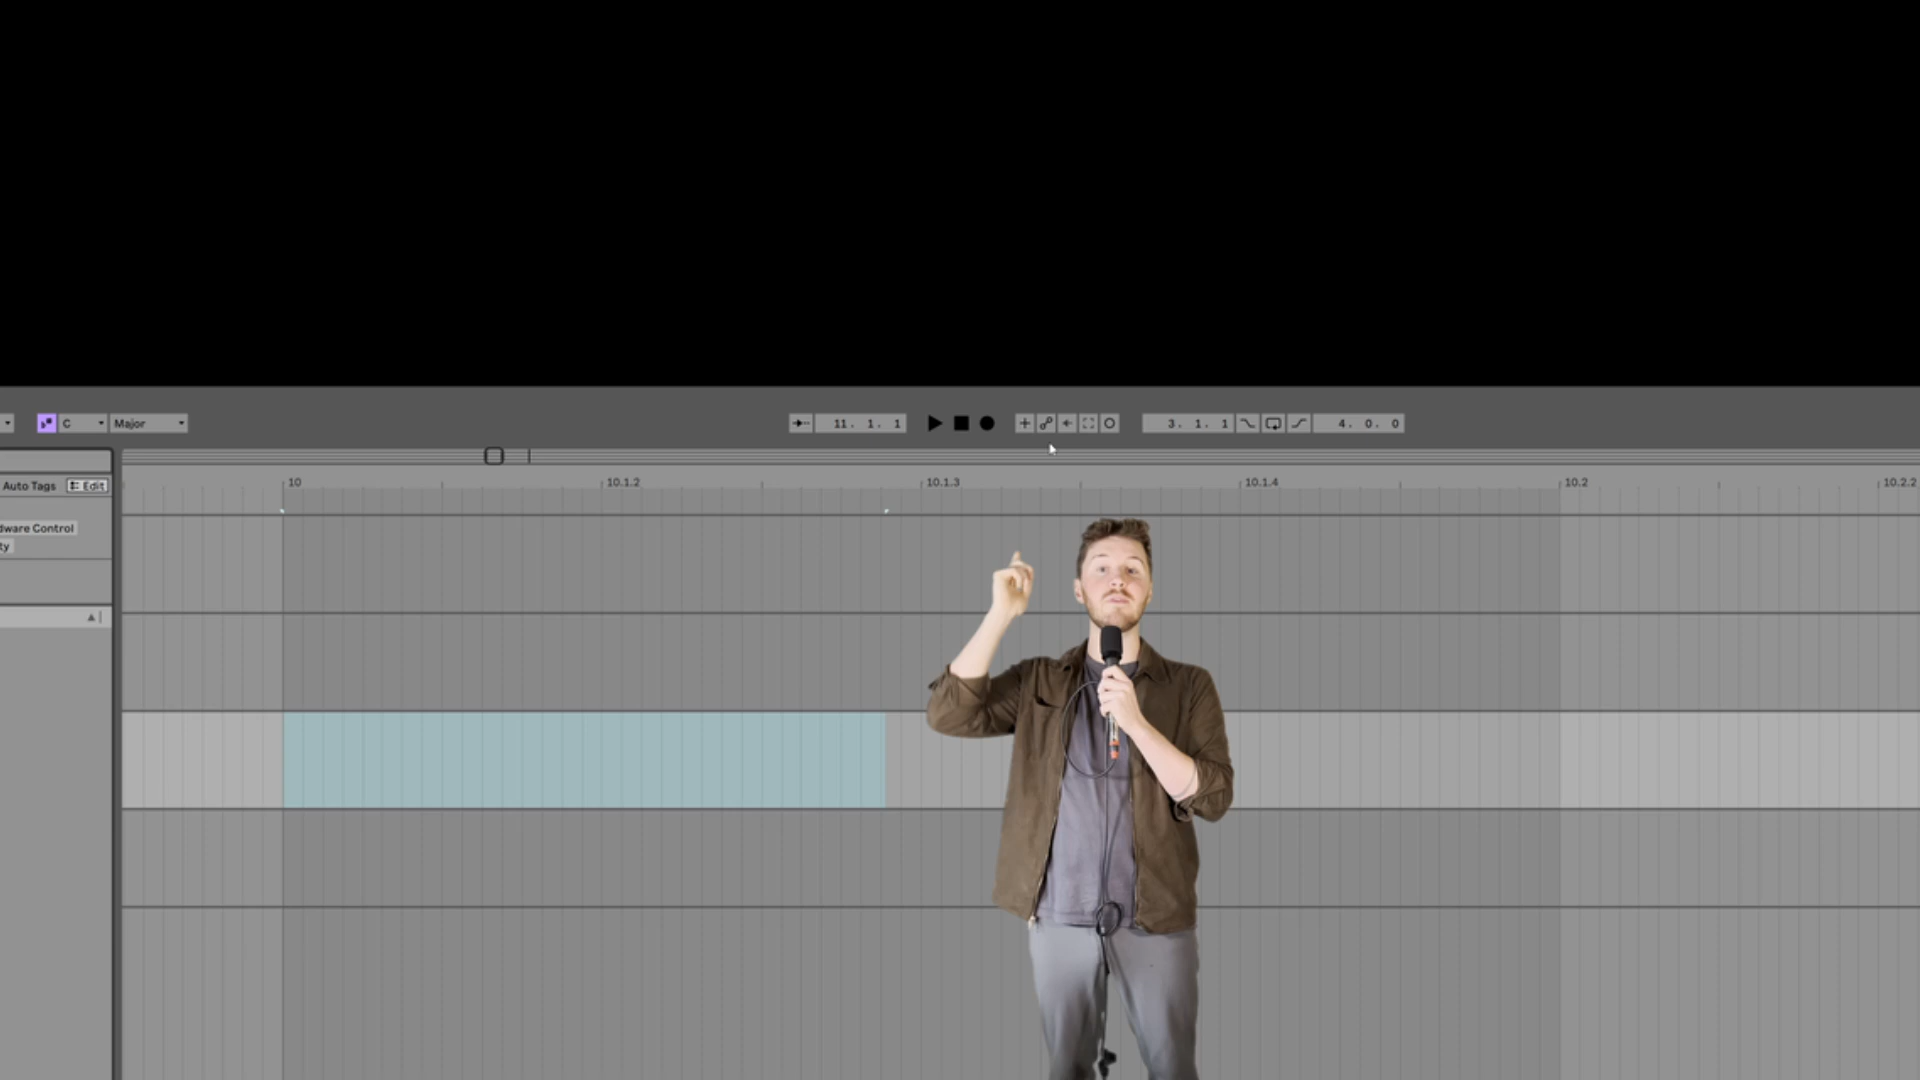 C Major 11. 1. 1 3. 1. 1 4. 0. 0
10 10.1.2 10.1.3 10.1.4 10.2 10.2.2
Auto Tags Edit
dware Control
ty